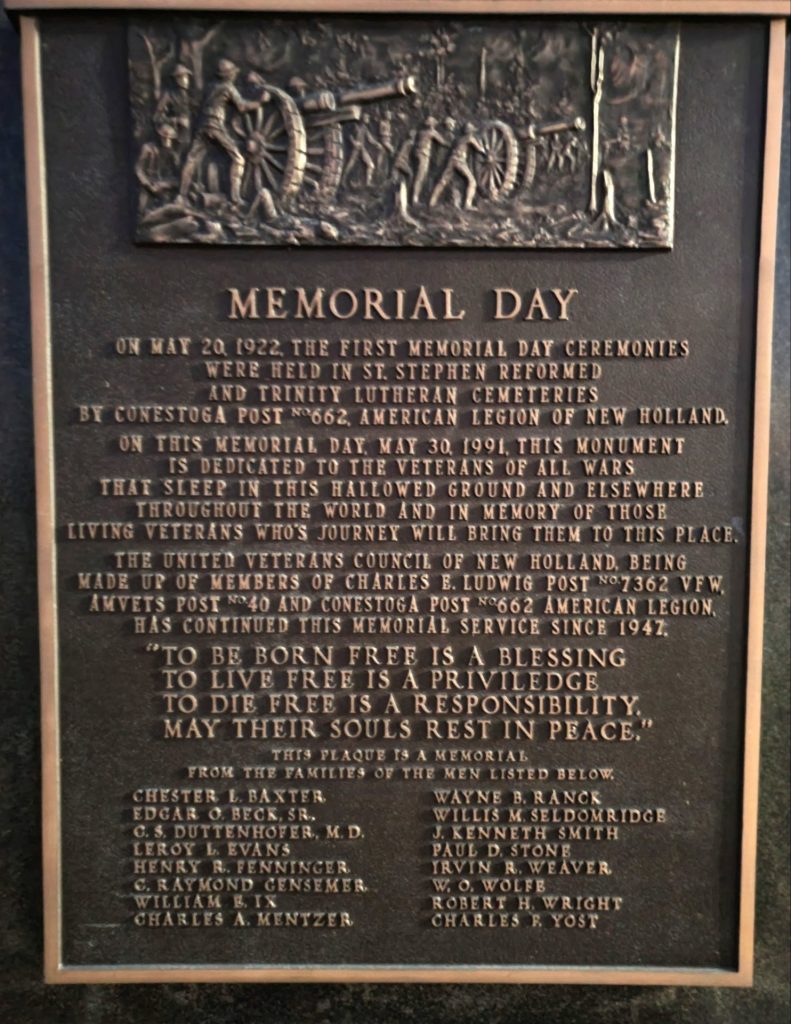 MEMORIAL DAY
ON MAY 20, 1922, THE FIRST MEMORIAL DAY CEREMONIES
WERE HELD IN ST. STEPHEN REFORMED
AND TRINITY LUTHERAN CEMETERIES
BY CONESTOGA POST NO. 662, AMERICAN LEGION OF NEW HOLLAND.
ON THIS MEMORIAL DAY, MAY 30, 1991, THIS MONUMENT
IS DEDICATED TO THE VETERANS OF ALL WARS
THAT SLEEP IN THIS HALLOWED GROUND AND ELSEWHERE
THROUGHOUT THE WORLD AND IN MEMORY OF THOSE
LIVING VETERANS WHO'S JOURNEY WILL BRING THEM TO THIS PLACE.
THE UNITED VETERANS COUNCIL OF NEW HOLLAND, BEING
MADE UP OF MEMBERS OF CHARLES E. LUDWIG POST NO. 7362 VFW,
AMVETS POST NO. 40 AND CONESTOGA POST NO. 662 AMERICAN LEGION,
HAS CONTINUED THIS MEMORIAL SERVICE SINCE 1947.
"TO BE BORN FREE IS A BLESSING
TO LIVE FREE IS A PRIVILEDGE
TO DIE FREE IS A RESPONSIBILITY.
MAY THEIR SOULS REST IN PEACE."
THIS PLAQUE IS A MEMORIAL
FROM THE FAMILIES OF THE MEN LISTED BELOW.
CHESTER L. BAXTER
EDGAR O. BECK, SR.
C. S. DUTTENHOFER, M.D.
LEROY L. EVANS
HENRY R. FENNINGER
C. RAYMOND GENSEMER
WILLIAM E. IX
CHARLES A. MENTZER
WAYNE B. RANCK
WILLIS M. SELDOMRIDGE
J. KENNETH SMITH
PAUL D. STONE
IRVIN R. WEAVER
W. O. WOLFE
ROBERT H. WRIGHT
CHARLES F. YOST